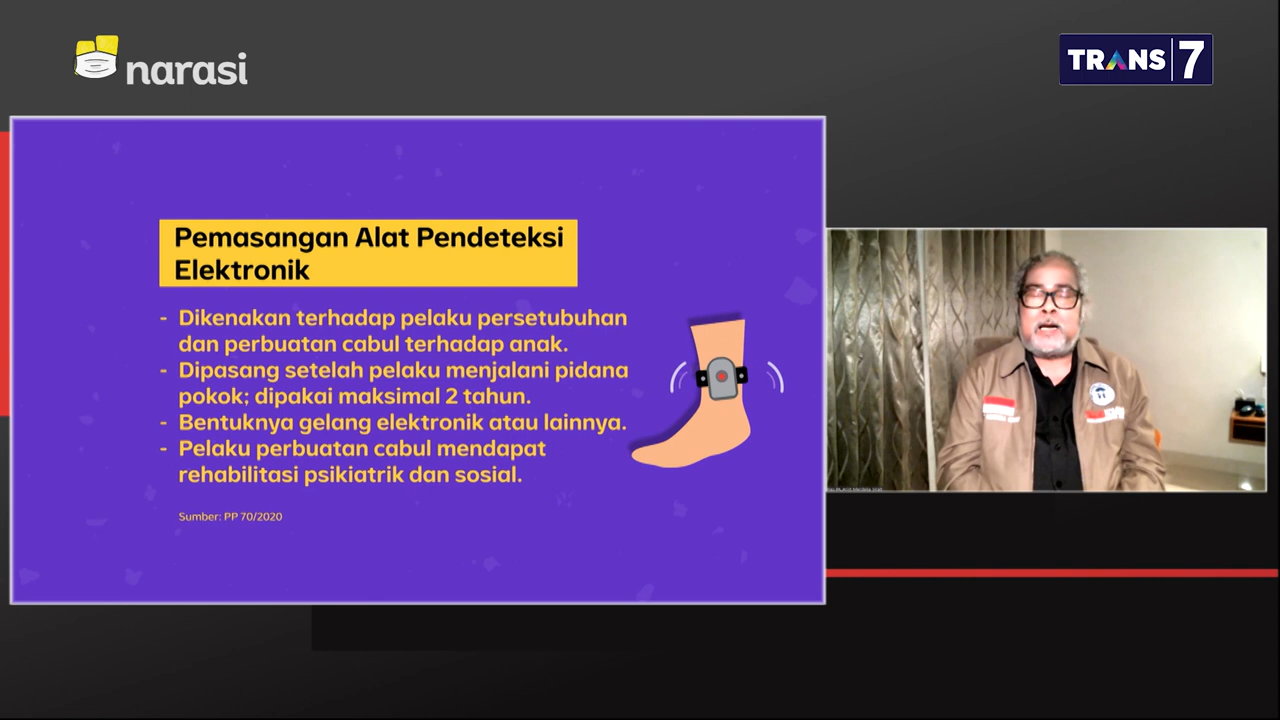 narasi
TRANS 7
Pemasangan Alat Pendeteksi
Elektronik
- Dikenakan terhadap pelaku persetubuhan
dan perbuatan cabul terhadap anak.
- Dipasang setelah pelaku menjalani pidana
pokok; dipakai maksimal 2 tahun.
- Bentuknya gelang elektronik atau lainnya.
- Pelaku perbuatan cabul mendapat
rehabilitasi psikiatrik dan sosial.
Sumber: PP 70/2020